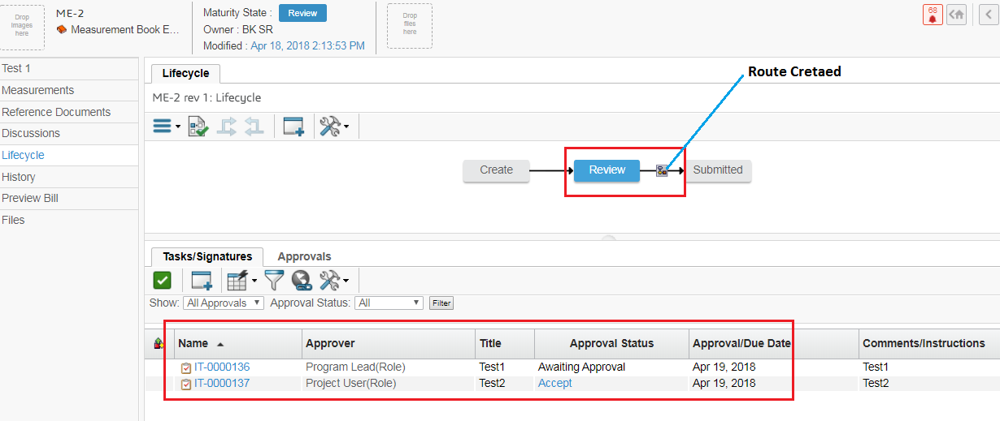 Drop
Images
here
ME-2
Measurement Book E...
Maturity State : Review
Owner : BK SR
Modified : Apr 18, 2018 2:13:53 PM
Drop
files
here
68
Test 1
Measurements
Reference Documents
Discussions
Lifecycle
History
Preview Bill
Files
Lifecycle
Route Cretaed
ME-2 rev 1: Lifecycle
Create Review Submitted
Tasks/Signatures Approvals
Show: All Approvals Approval Status: All Filter
Name Approver Title Approval Status Approval/Due Date Comments/Instructions
IT-0000136 Program Lead(Role) Test1 Awaiting Approval Apr 19, 2018 Test1
IT-0000137 Project User(Role) Test2 Accept Apr 19, 2018 Test2